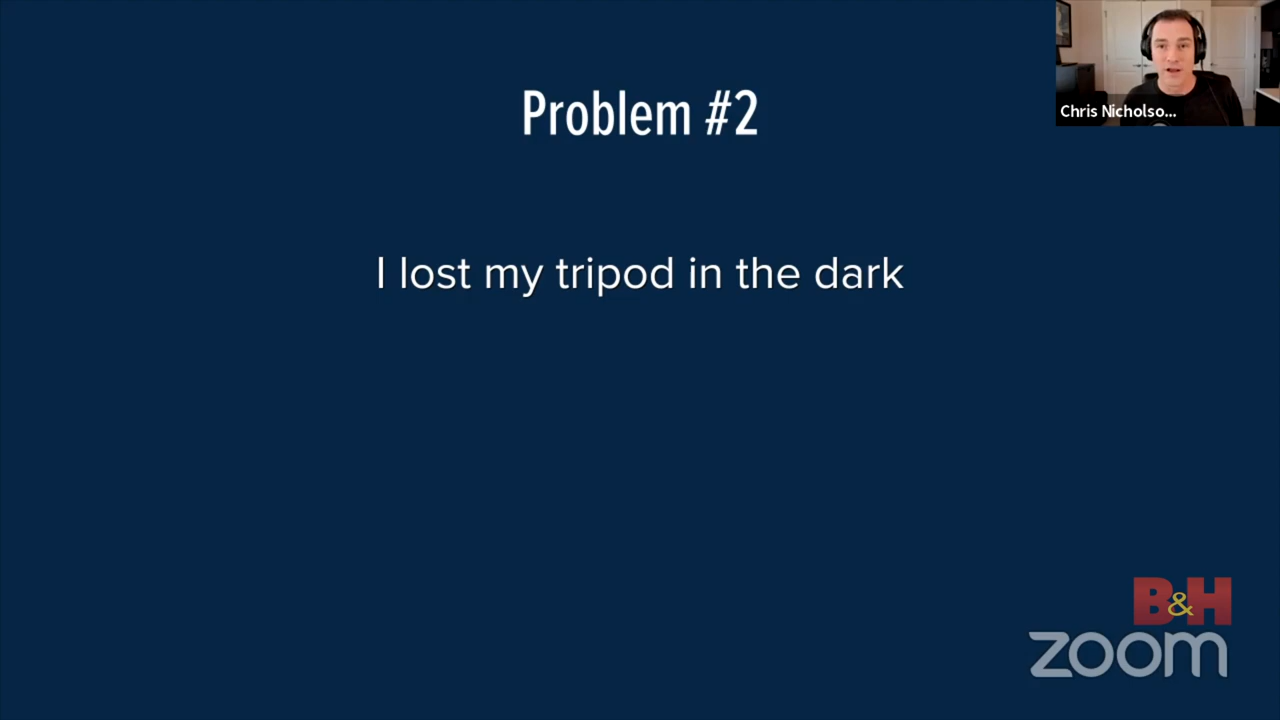 Problem #2
Chris Nicholso...
I lost my tripod in the dark
B&H
zoom